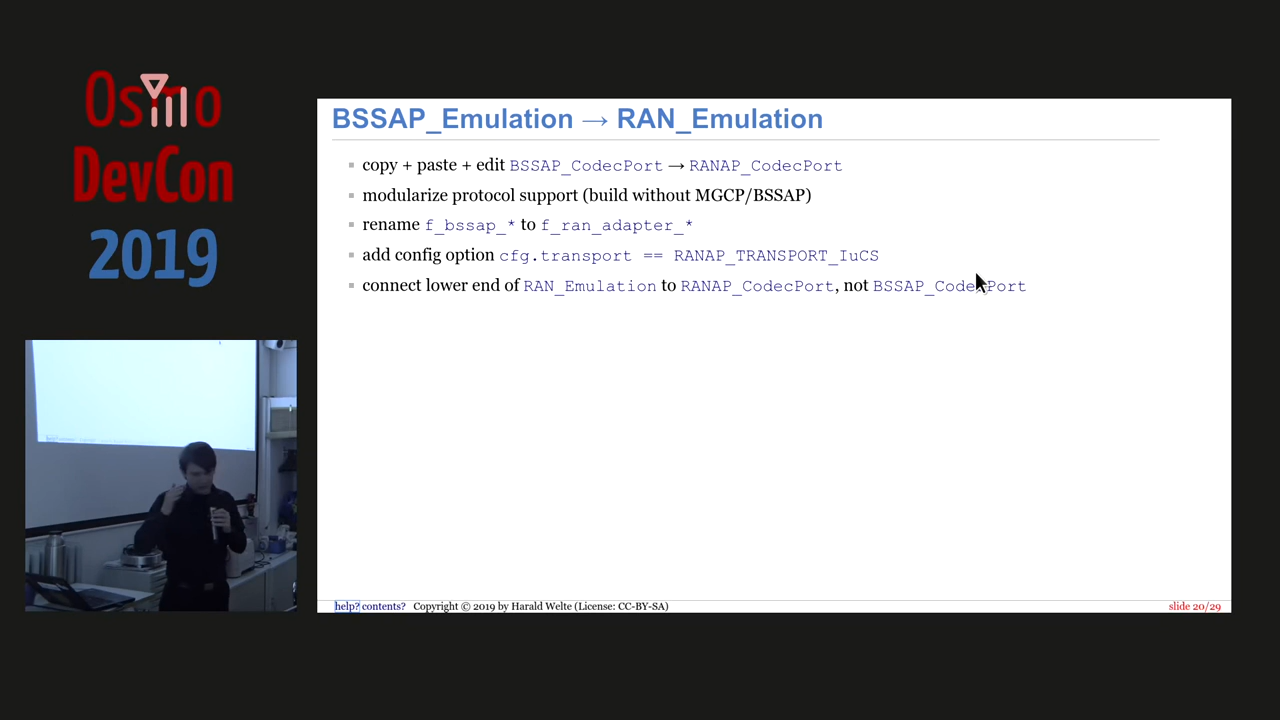 Osmo
DevCon
2019
BSSAP_Emulation → RAN_Emulation
copy + paste + edit BSSAP_CodecPort → RANAP_CodecPort
modularize protocol support (build without MGCP/BSSAP)
rename f_bssap_* to f_ran_adapter_*
add config option cfg.transport == RANAP_TRANSPORT_IuCS
connect lower end of RAN_Emulation to RANAP_CodecPort, not BSSAP_CodecPort
help? contents? Copyright © 2019 by Harald Welte (License: CC-BY-SA)
slide 20/29